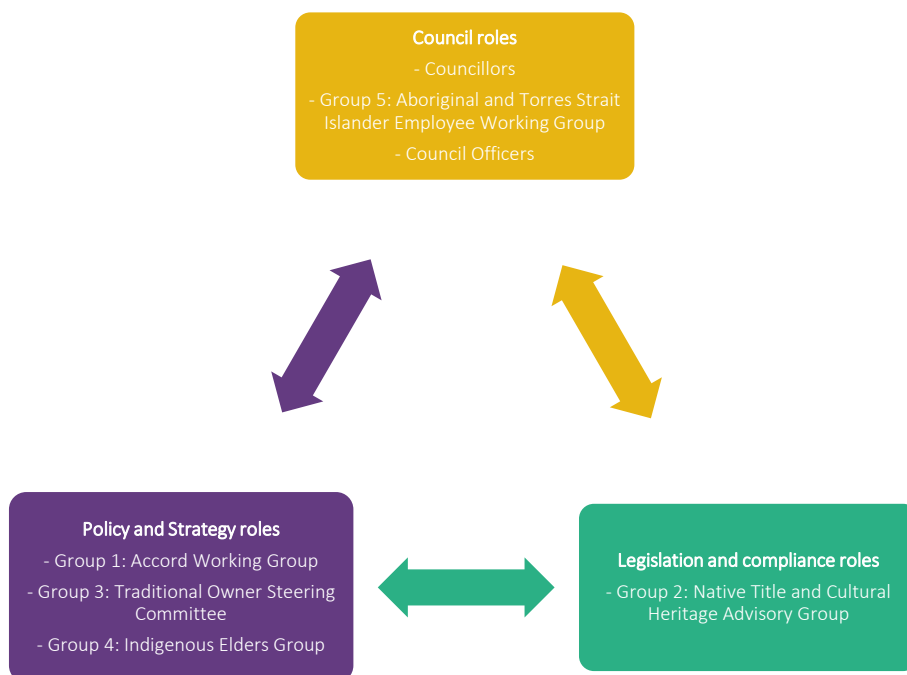 Council roles
- Councillors
- Group 5: Aboriginal and Torres Strait
Islander Employee Working Group
- Council Officers
Policy and Strategy roles
- Group 1: Accord Working Group
- Group 3: Traditional Owner Steering
Committee
- Group 4: Indigenous Elders Group
Legislation and compliance roles
- Group 2: Native Title and Cultural
Heritage Advisory Group